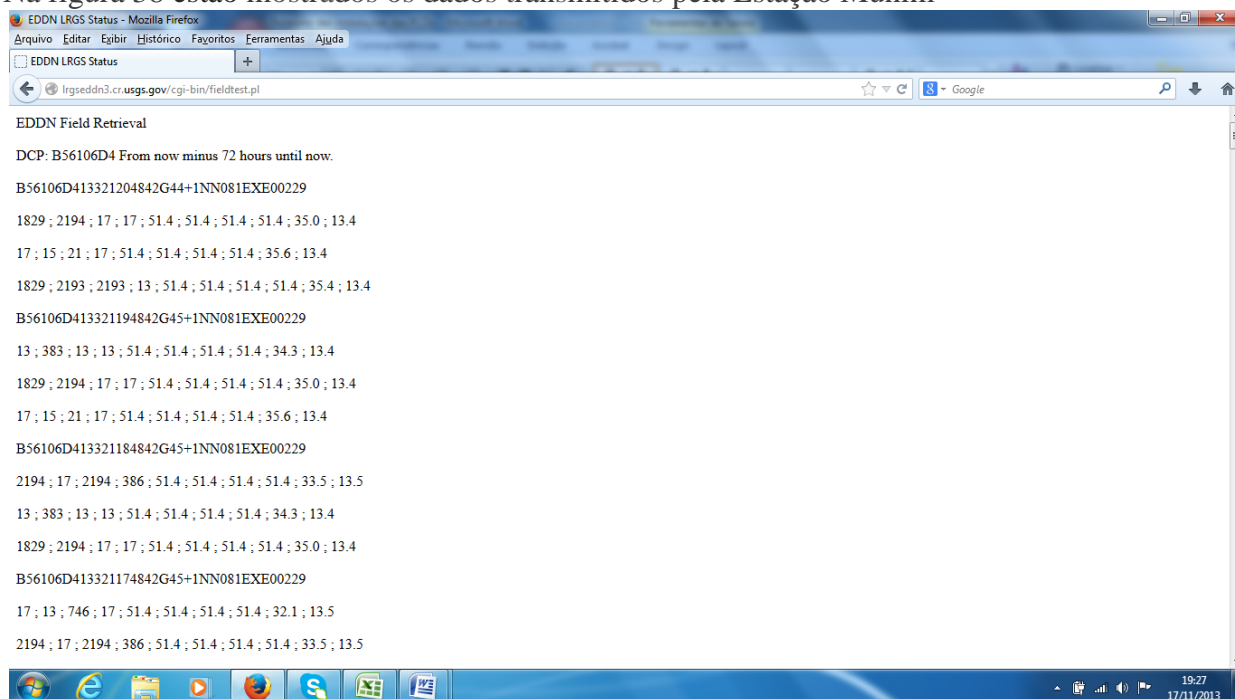 Na figura 38 estão mostrados os dados transmitidos pela Estação Munim
EDDN LRGS Status - Mozilla Firefox
Arquivo Editar Exibir Histórico Favoritos Ferramentas Ajuda
EDDN LRGS Status
lrgseddn3.cr.usgs.gov/cgi-bin/fieldtest.pl
Google
EDDN Field Retrieval
DCP: B56106D4 From now minus 72 hours until now.
B56106D413321204842G44+1NN081EXE00229
1829 ; 2194 ; 17 ; 17 ; 51.4 ; 51.4 ; 51.4 ; 51.4 ; 35.0 ; 13.4
17 ; 15 ; 21 ; 17 ; 51.4 ; 51.4 ; 51.4 ; 51.4 ; 35.6 ; 13.4
1829 ; 2193 ; 2193 ; 13 ; 51.4 ; 51.4 ; 51.4 ; 51.4 ; 35.4 ; 13.4
B56106D413321194842G45+1NN081EXE00229
13 ; 383 ; 13 ; 13 ; 51.4 ; 51.4 ; 51.4 ; 51.4 ; 34.3 ; 13.4
1829 ; 2194 ; 17 ; 17 ; 51.4 ; 51.4 ; 51.4 ; 51.4 ; 35.0 ; 13.4
17 ; 15 ; 21 ; 17 ; 51.4 ; 51.4 ; 51.4 ; 51.4 ; 35.6 ; 13.4
B56106D413321184842G45+1NN081EXE00229
2194 ; 17 ; 2194 ; 386 ; 51.4 ; 51.4 ; 51.4 ; 51.4 ; 33.5 ; 13.5
13 ; 383 ; 13 ; 13 ; 51.4 ; 51.4 ; 51.4 ; 51.4 ; 34.3 ; 13.4
1829 ; 2194 ; 17 ; 17 ; 51.4 ; 51.4 ; 51.4 ; 51.4 ; 35.0 ; 13.4
B56106D413321174842G45+1NN081EXE00229
17 ; 13 ; 746 ; 17 ; 51.4 ; 51.4 ; 51.4 ; 51.4 ; 32.1 ; 13.5
2194 ; 17 ; 2194 ; 386 ; 51.4 ; 51.4 ; 51.4 ; 51.4 ; 33.5 ; 13.5
19:27
17/11/2013